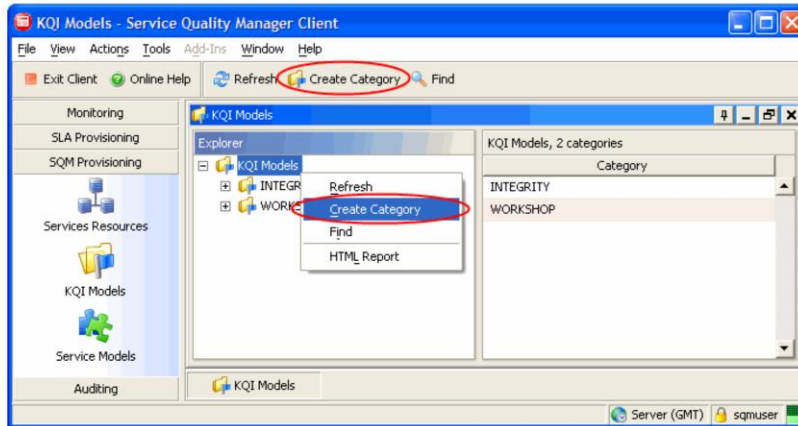 KQI Models - Service Quality Manager Client
File View Actions Tools Add-Ins Window Help
Exit Client Online Help Refresh Create Category Find
Monitoring
SLA Provisioning
SQM Provisioning
Services Resources
KQI Models
Service Models
Auditing
KQI Models
Explorer
KQI Models
INTEGR
WORKS
Refresh
Create Category
Find
HTML Report
KQI Models, 2 categories
Category
INTEGRITY
WORKSHOP
KQI Models
Server (GMT) sqmuser